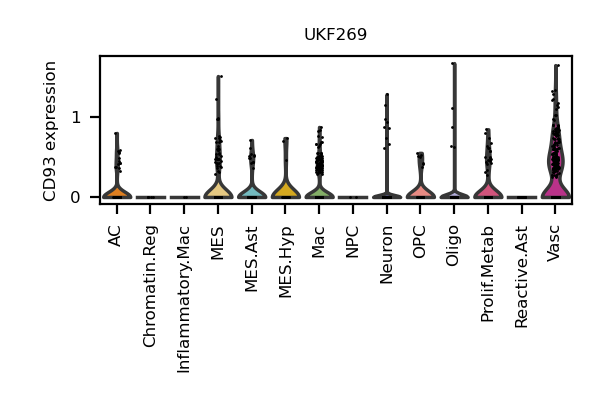 UKF269
CD93 expression
1
0
AC
Chromatin.Reg
Inflammatory.Mac
MES
MES.Ast
MES.Hyp
Mac
NPC
Neuron
OPC
Oligo
Prolif.Metab
Reactive.Ast
Vasc